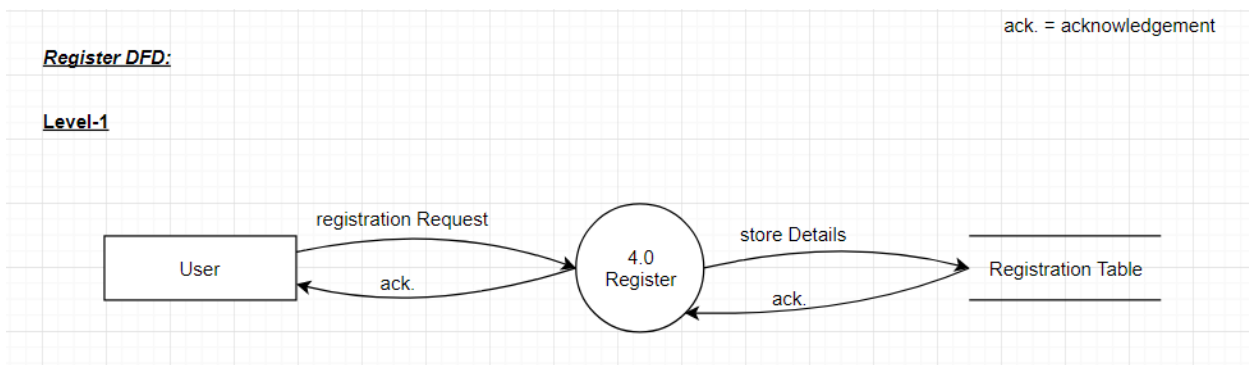 ack. = acknowledgement
Register DFD:
Level-1
registration Request
store Details
User
ack.
4.0
Register
ack.
Registration Table